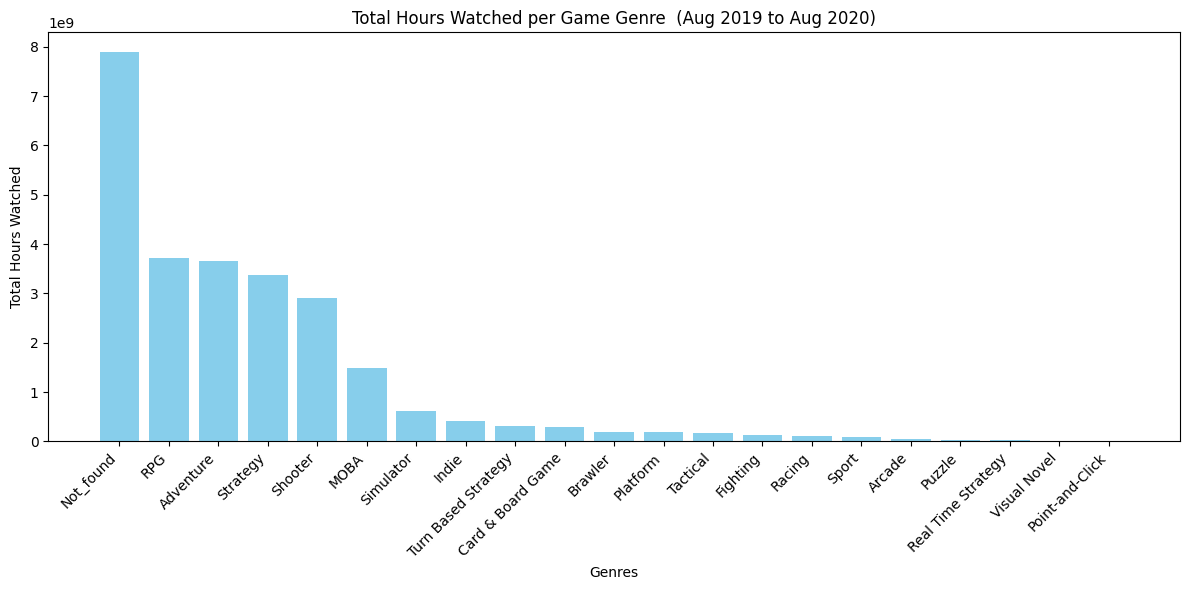 Total Hours Watched per Game Genre  (Aug 2019 to Aug 2020)
1e9
8
7
6
5
4
3
2
1
0
Total Hours Watched
Not_found
RPG
Adventure
Strategy
Shooter
MOBA
Simulator
Indie
Turn Based Strategy
Card & Board Game
Brawler
Platform
Tactical
Fighting
Racing
Sport
Arcade
Puzzle
Real Time Strategy
Visual Novel
Point-and-Click
Genres